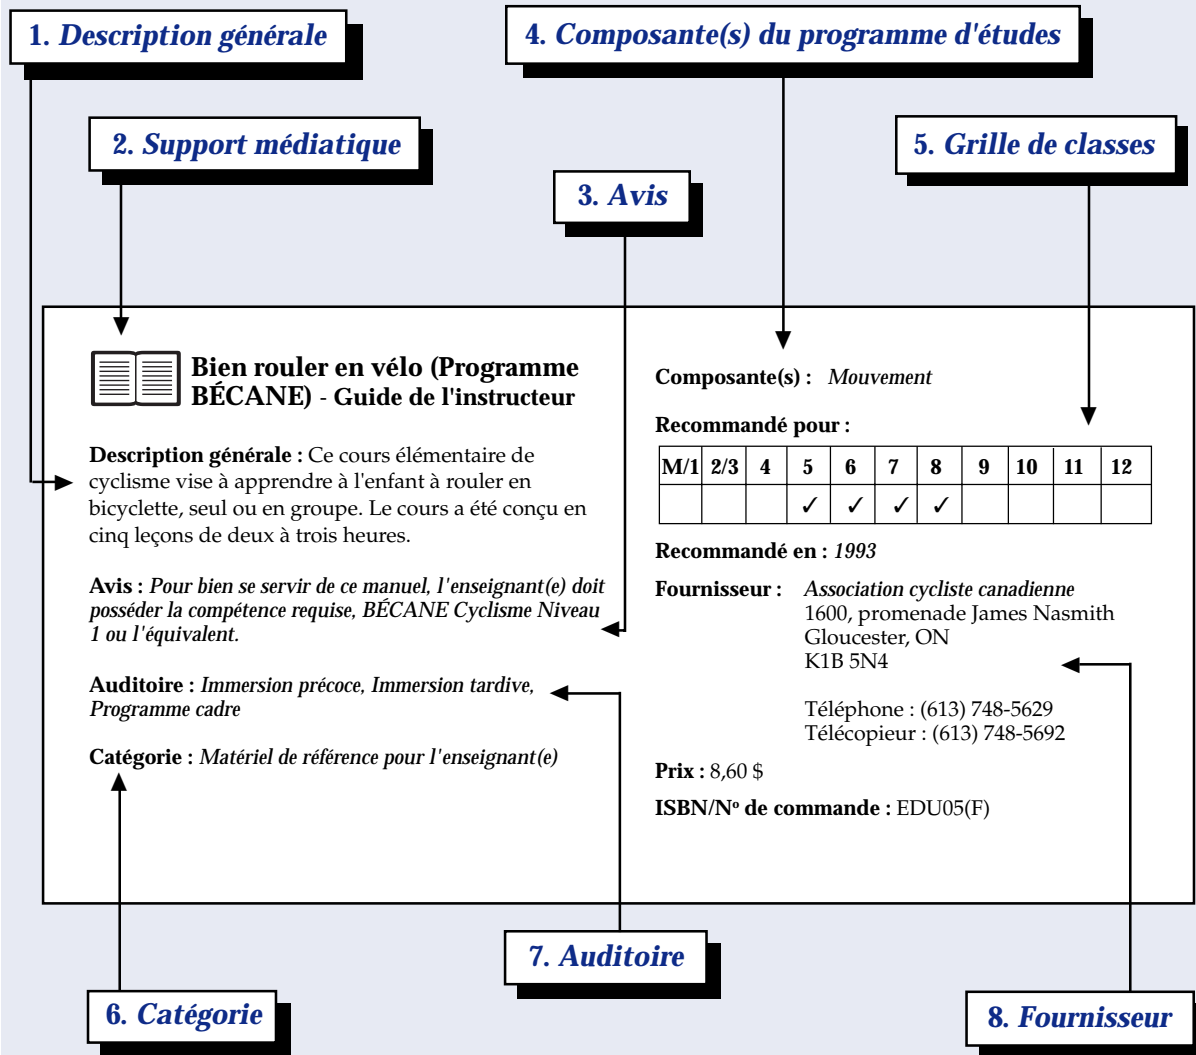 1. Description générale
4. Composante(s) du programme d'études
2. Support médiatique
5. Grille de classes
3. Avis
Bien rouler en vélo (Programme
BÉCANE) - Guide de l'instructeur
Description générale : Ce cours élémentaire de
cyclisme vise à apprendre à l'enfant à rouler en
bicyclette, seul ou en groupe. Le cours a été conçu en
cinq leçons de deux à trois heures.
Avis : Pour bien se servir de ce manuel, l'enseignant(e) doit
posséder la compétence requise, BÉCANE Cyclisme Niveau
1 ou l'équivalent.
Auditoire : Immersion précoce, Immersion tardive,
Programme cadre
Catégorie : Matériel de référence pour l'enseignant(e)
Composante(s) : Mouvement
Recommandé pour :
M/1 2/3 4 5 6 7 8 9 10 11 12
✓ ✓ ✓ ✓
Recommandé en : 1993
Fournisseur : Association cycliste canadienne
1600, promenade James Nasmith
Gloucester, ON
K1B 5N4
Téléphone : (613) 748-5629
Télécopieur : (613) 748-5692
Prix : 8,60 $
ISBN/Nº de commande : EDU05(F)
7. Auditoire
6. Catégorie
8. Fournisseur